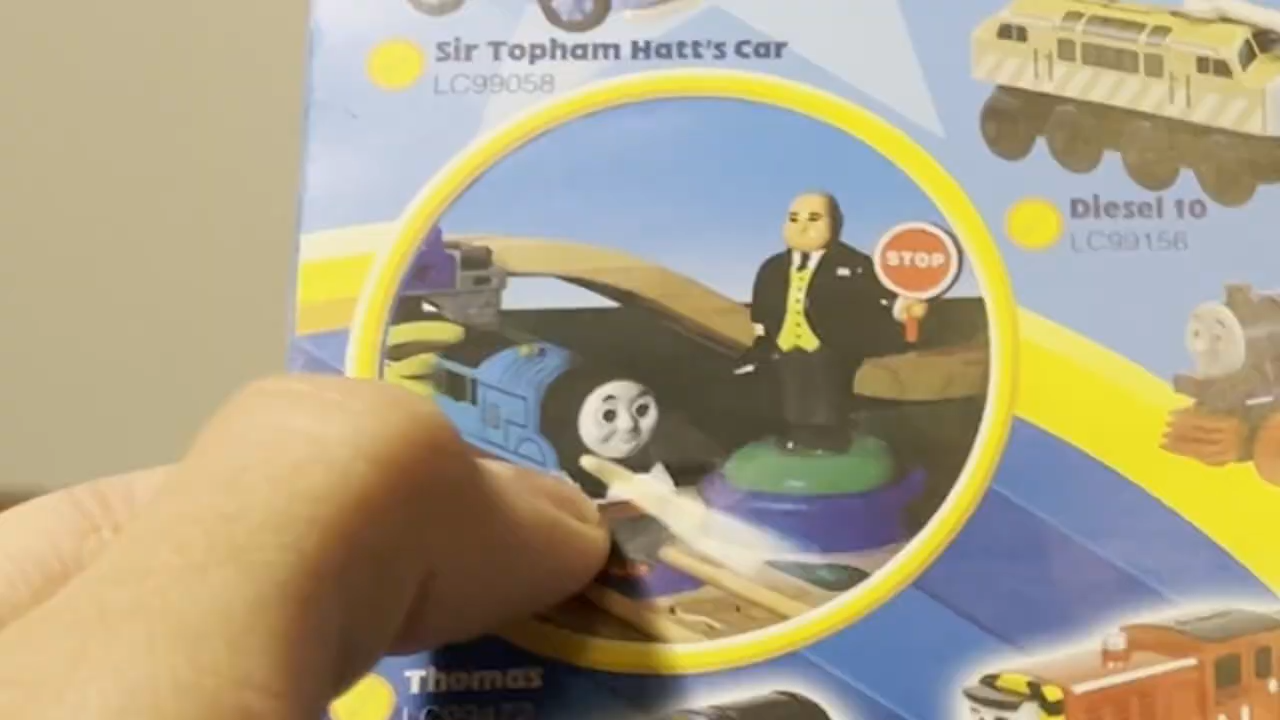 Sir Topham Hatt's Car
LC99058
STOP
Diesel 10
LC99156
Thomas